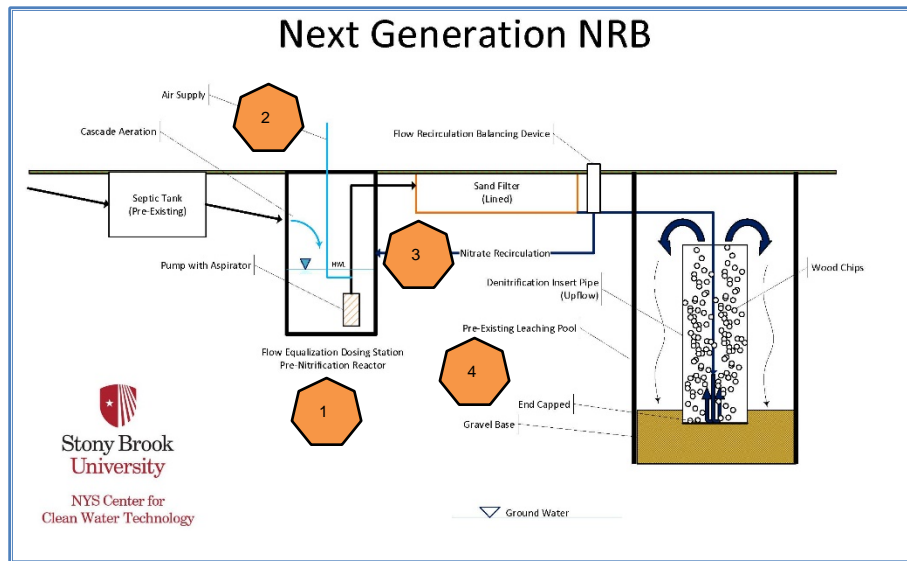 Next Generation NRB
Air Supply
2
Cascade Aeration
Flow Recirculation Balancing Device
Septic Tank
(Pre-Existing)
Sand Filter
(Lined)
3
Nitrate Recirculation
HWL
Pump with Aspirator
Wood Chips
Denitrification Insert Pipe
(Upflow)
Pre-Existing Leaching Pool
Flow Equalization Dosing Station
Pre-Nitrification Reactor
4
1
End Capped
Gravel Base
Stony Brook
University
NYS Center for
Clean Water Technology
Ground Water